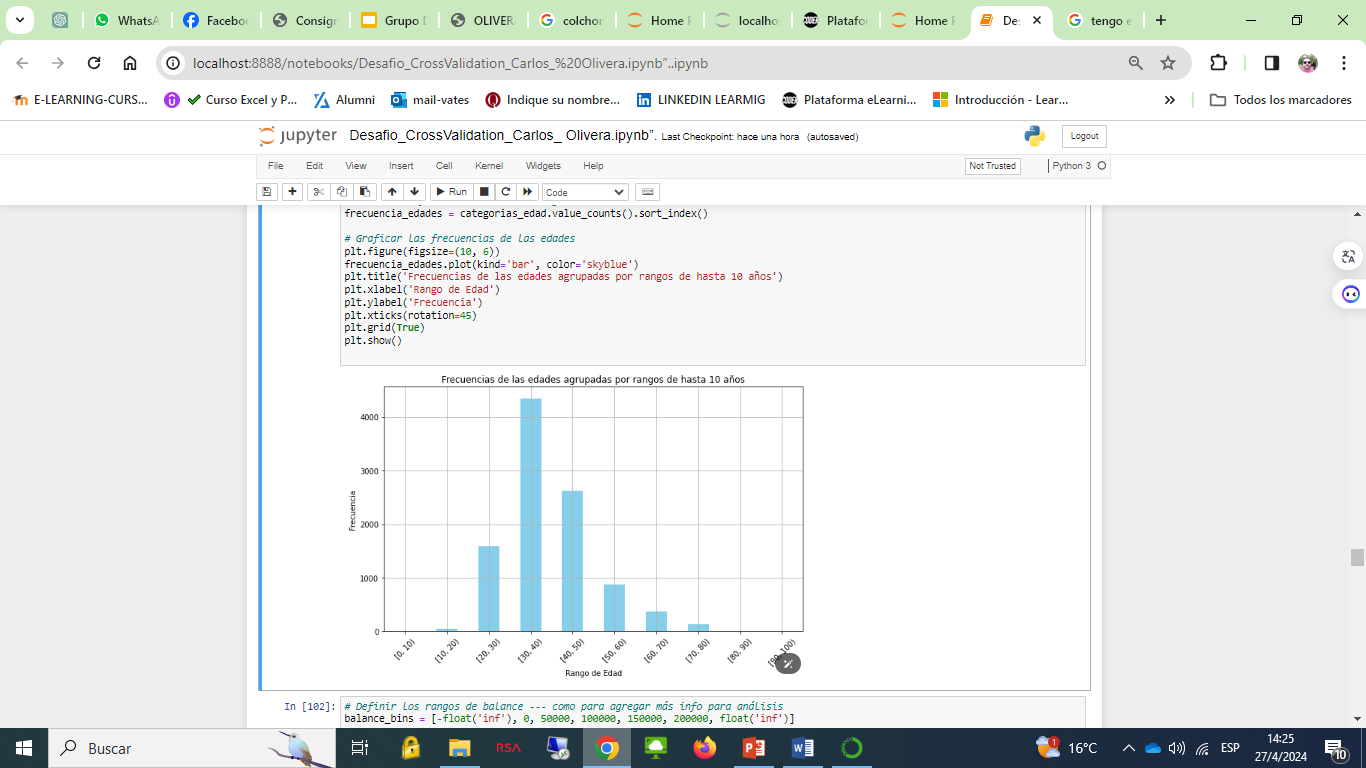 WhatsA
Faceboo
Consign
Grupo D
OLIVERA
colchon
Home P
localhos
Platafor
Home P
Des
tengo e
localhost:8888/notebooks/Desafio_CrossValidation_Carlos_%20Olivera.ipynb”..ipynb
E-LEARNING-CURS...
Curso Excel y P...
Alumni
mail-vates
Indique su nombre...
LINKEDIN LEARMIG
Plataforma eLearni...
Introducción - Lear...
Todos los marcadores
jupyter Desafio_CrossValidation_Carlos_ Olivera.ipynb”. Last Checkpoint: hace una hora (autosaved)
Logout
File Edit View Insert Cell Kernel Widgets Help
Not Trusted
Python 3
Run
Code
frecuencia_edades = categorias_edad.value_counts().sort_index()
# Graficar las frecuencias de las edades
plt.figure(figsize=(10, 6))
frecuencia_edades.plot(kind='bar', color='skyblue')
plt.title('Frecuencias de las edades agrupadas por rangos de hasta 10 años')
plt.xlabel('Rango de Edad')
plt.ylabel('Frecuencia')
plt.xticks(rotation=45)
plt.grid(True)
plt.show()
Frecuencias de las edades agrupadas por rangos de hasta 10 años
4000
3000
2000
1000
0
Frecuencia
[0, 10)
[10, 20)
[20, 30)
[30, 40)
[40, 50)
[50, 60)
[60, 70)
[70, 80)
[80, 90)
[90, 100)
Rango de Edad
In [102]:
# Definir los rangos de balance --- como para agregar más info para análisis
balance_bins = [-float('inf'), 0, 50000, 100000, 150000, 200000, float('inf')]
Buscar
RSA
1
16°C
ESP
14:25
27/4/2024
10